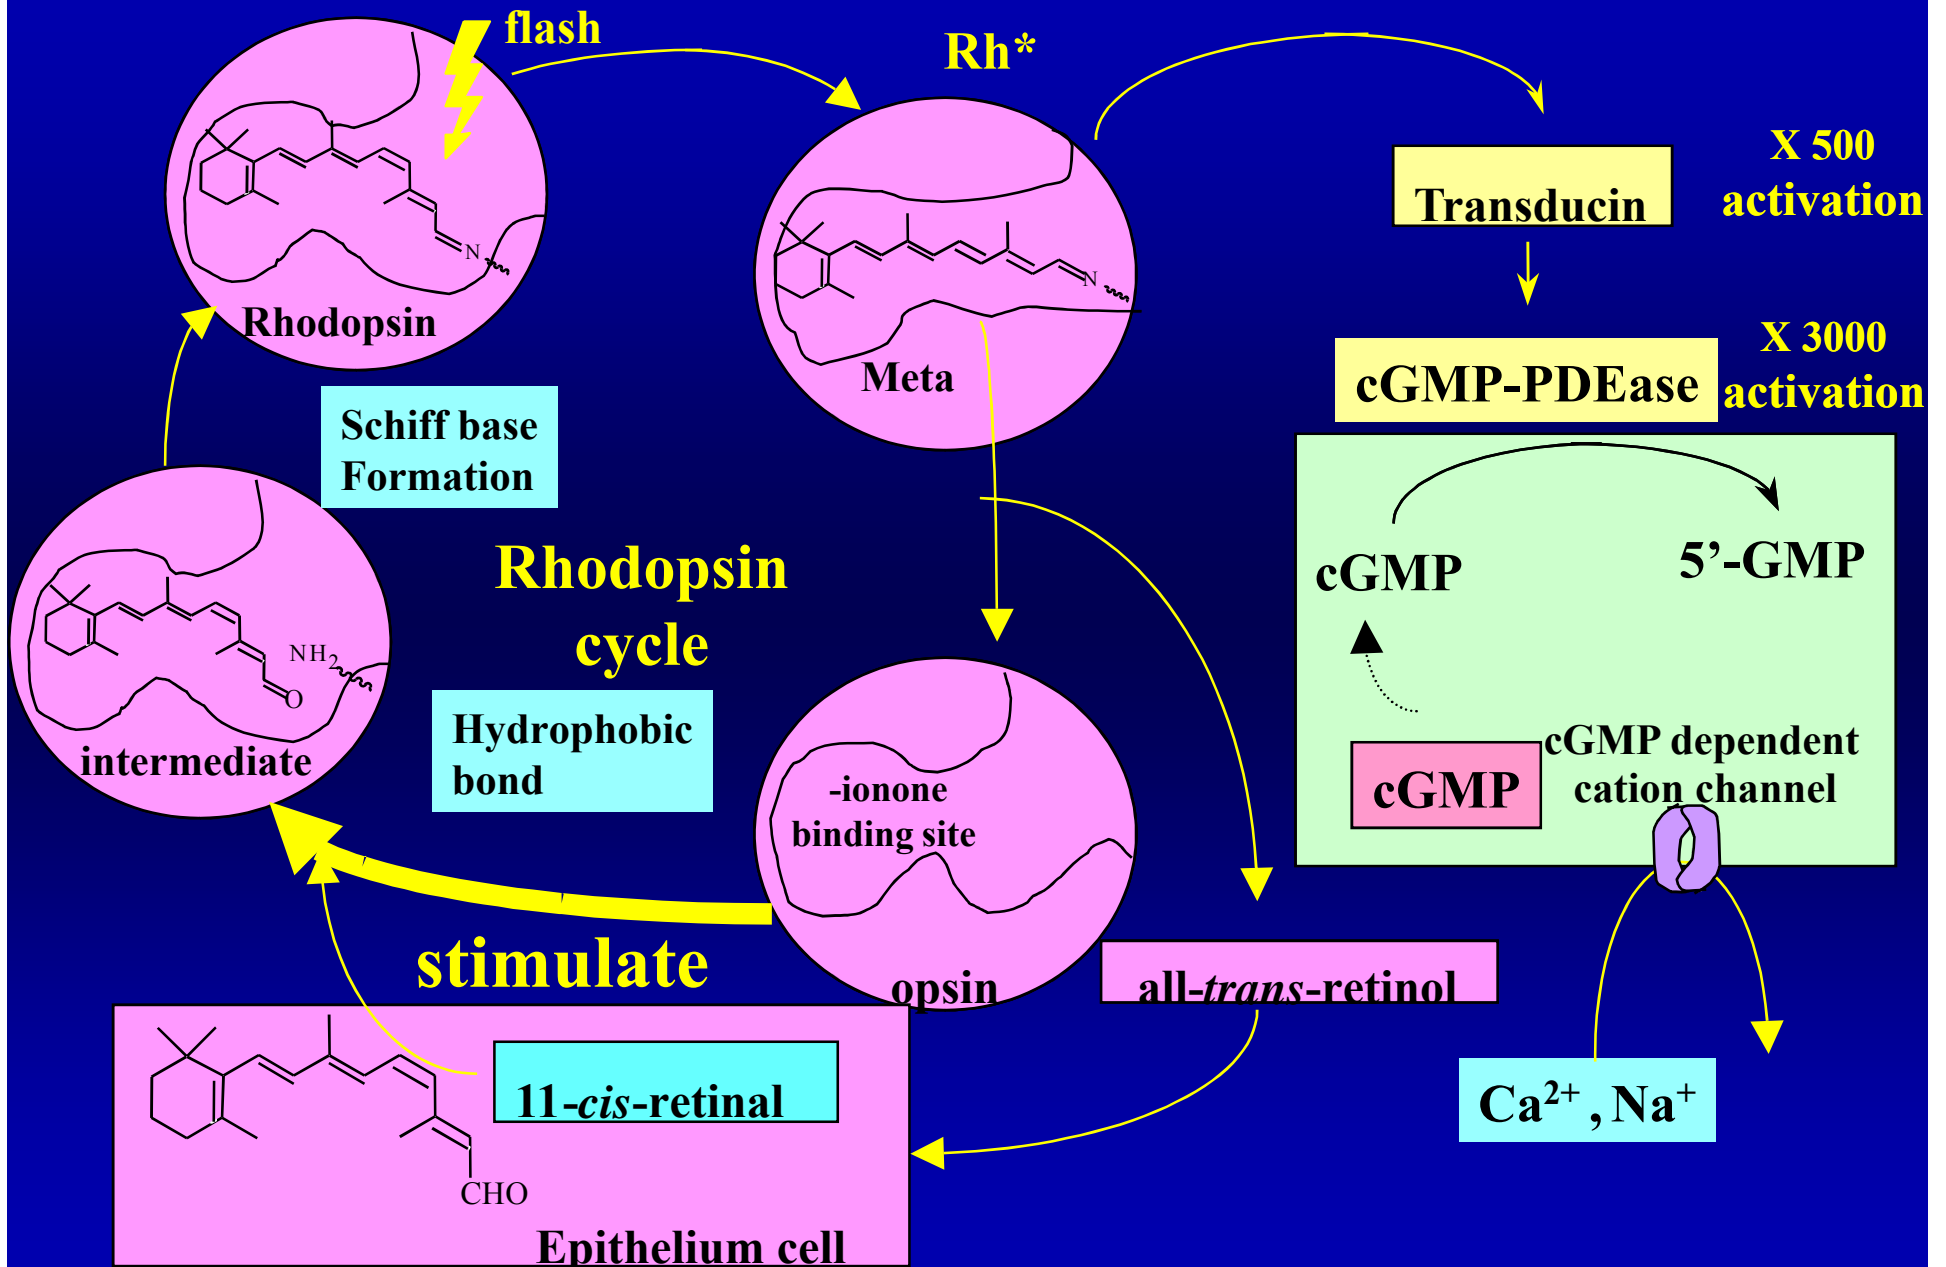 flash
Rh*
X 500
activation
Transducin
N
N
Rhodopsin
Meta
X 3000
activation
cGMP-PDEase
Schiff base
Formation
cGMP
5’-GMP
Rhodopsin
cycle
NH2
O
intermediate
Hydrophobic
bond
-ionone
binding site
cGMP
cGMP dependent
cation channel
stimulate
opsin
all-trans-retinol
11-cis-retinal
Ca2+ , Na+
CHO
Epithelium cell